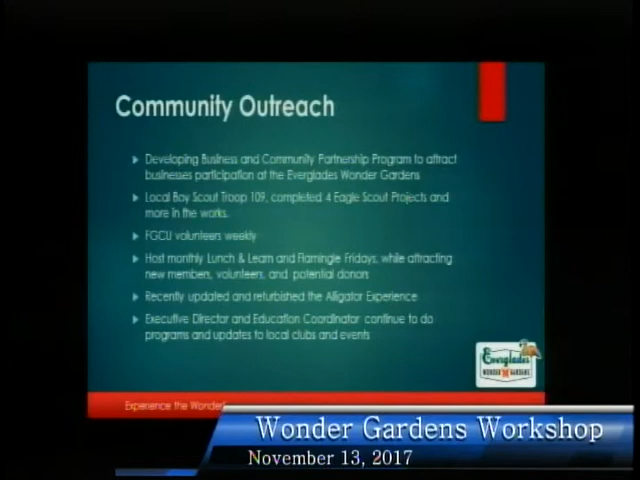 Community Outreach
Developing Business and Community Partnership Program to attract
businesses participation at the Everglades Wonder Gardens
Local Boy Scout Troop 109, completed 4 Eagle Scout Projects and
more in the works.
FGCU volunteers weekly
Host monthly Lunch & Learn and Flamingle Fridays, while attracting
new members, volunteers, and potential donors
Recently updated and refurbished the Alligator Experience
Executive Director and Education Coordinator continue to do
programs and updates to local clubs and events
Everglades
WONDER GARDENS
Experience the Wonder!
Wonder Gardens Workshop
November 13, 2017